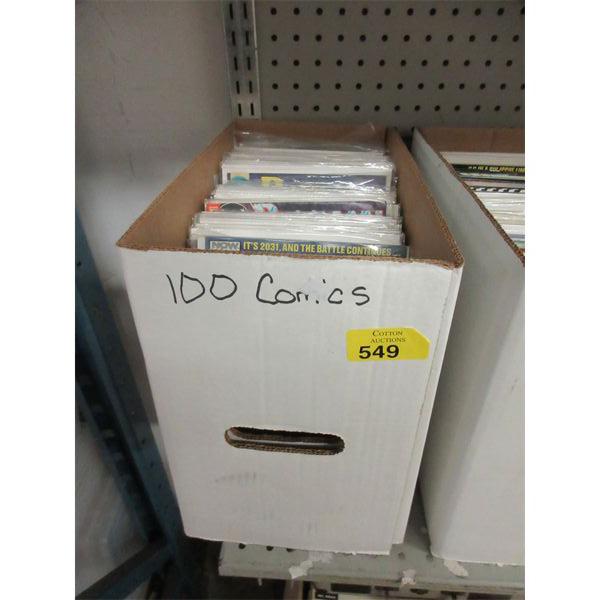 NOW IT'S 2031, AND THE BATTLE CONTINUES
100 Comics
COTTON
AUCTIONS
549